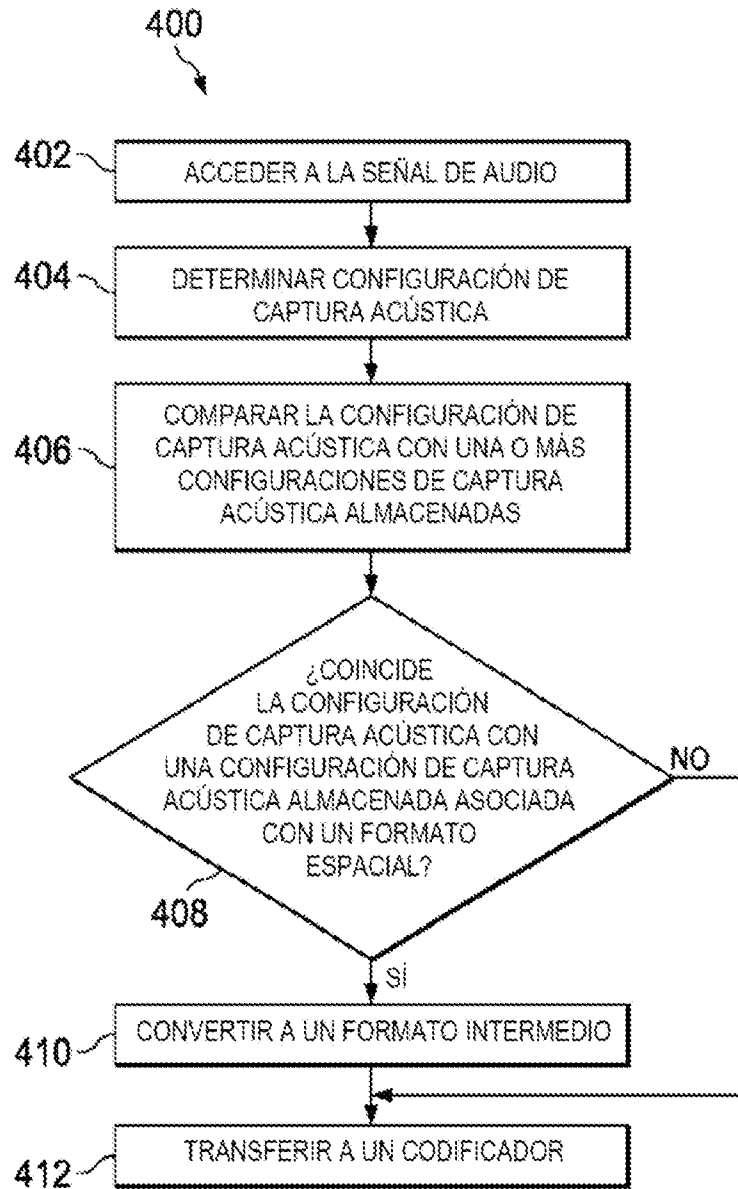 400
402
ACCEDER A LA SEÑAL DE AUDIO
404
DETERMINAR CONFIGURACIÓN DE
CAPTURA ACÚSTICA
406
COMPARAR LA CONFIGURACIÓN DE
CAPTURA ACÚSTICA CON UNA O MÁS
CONFIGURACIONES DE CAPTURA
ACÚSTICA ALMACENADAS
¿COINCIDE
LA CONFIGURACIÓN
DE CAPTURA ACÚSTICA CON
UNA CONFIGURACIÓN DE CAPTURA
ACÚSTICA ALMACENADA ASOCIADA
CON UN FORMATO
ESPACIAL?
NO
408
SÍ
410
CONVERTIR A UN FORMATO INTERMEDIO
412
TRANSFERIR A UN CODIFICADOR